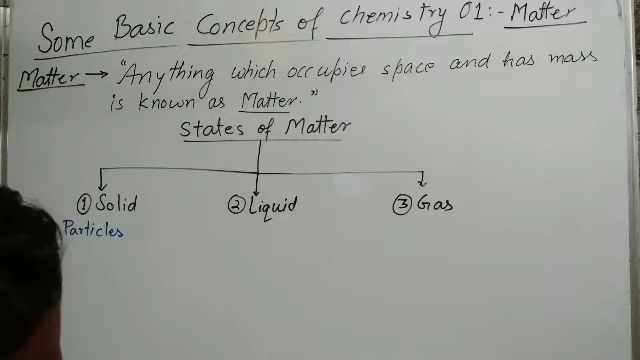 Some Basic Concepts of Chemistry 01:- Matter
Matter → "Anything which occupies space and has mass
is known as Matter."
States of Matter
① Solid ② Liquid ③ Gas
Particles